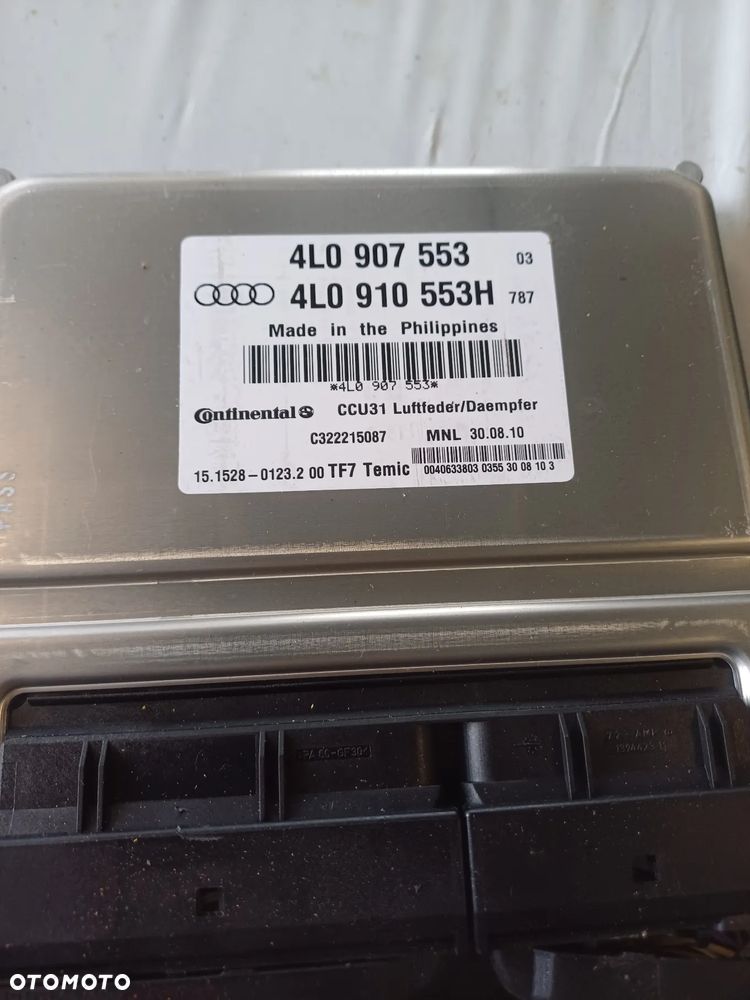 4L0 907 553 03
4L0 910 553H 787
Made in the Philippines
*4L0 907 553*
Continental CCU31 Luftfeder/Daempfer
C322215087 MNL 30.08.10
15.1528-0123.2 00 TF7 Temic 0040633803 0355 30 08 10 3
OTOMOTO